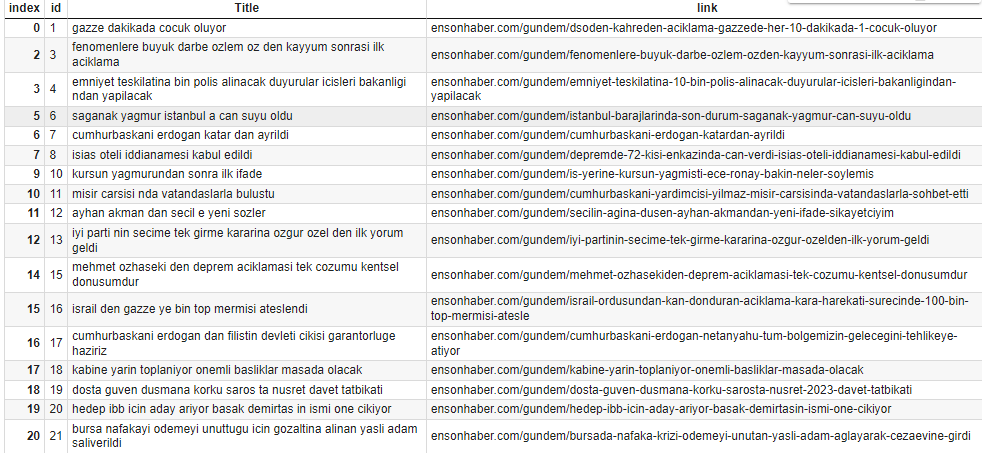 index id Title link
0 1 gazze dakikada cocuk oluyor ensonhaber.com/gundem/dsoden-kahreden-aciklama-gazzede-her-10-dakikada-1-cocuk-oluyor
2 3 fenomenlere buyuk darbe ozlem oz den kayyum sonrasi ilk
aciklama
ensonhaber.com/gundem/fenomenlere-buyuk-darbe-ozlem-ozden-kayyum-sonrasi-ilk-aciklama
3 4 emniyet teskilatina bin polis alinacak duyurular icisleri bakanligi
ndan yapilacak
ensonhaber.com/gundem/emniyet-teskilatina-10-bin-polis-alinacak-duyurular-icisleri-bakanligindan-
yapilacak
5 6 saganak yagmur istanbul a can suyu oldu ensonhaber.com/gundem/istanbul-barajlarinda-son-durum-saganak-yagmur-can-suyu-oldu
6 7 cumhurbaskani erdogan katar dan ayrildi ensonhaber.com/gundem/cumhurbaskani-erdogan-katardan-ayrildi
7 8 isias oteli iddianamesi kabul edildi ensonhaber.com/gundem/depremde-72-kisi-enkazinda-can-verdi-isias-oteli-iddianamesi-kabul-edildi
9 10 kursun yagmurundan sonra ilk ifade ensonhaber.com/gundem/is-yerine-kursun-yagmisti-ece-ronay-bakin-neler-soylemis
10 11 misir carsisi nda vatandaslarla bulustu ensonhaber.com/gundem/cumhurbaskani-yardimcisi-yilmaz-misir-carsisinda-vatandaslarla-sohbet-etti
11 12 ayhan akman dan secil e yeni sozler ensonhaber.com/gundem/secilin-agina-dusen-ayhan-akmandan-yeni-ifade-sikayetciyim
12 13 iyi parti nin secime tek girme kararina ozgur ozel den ilk yorum
geldi
ensonhaber.com/gundem/iyi-partinin-secime-tek-girme-kararina-ozgur-ozelden-ilk-yorum-geldi
14 15 mehmet ozhaseki den deprem aciklamasi tek cozumu kentsel
donusumdur
ensonhaber.com/gundem/mehmet-ozhasekiden-deprem-aciklamasi-tek-cozumu-kentsel-donusumdur
15 16 israil den gazze ye bin top mermisi ateslendi
ensonhaber.com/gundem/israil-ordusundan-kan-donduran-aciklama-kara-harekati-surecinde-100-bin-
top-mermisi-atesle
16 17 cumhurbaskani erdogan dan filistin devleti cikisi garantorluge
haziriz
ensonhaber.com/gundem/cumhurbaskani-erdogan-netanyahu-tum-bolgemizin-gelecegini-tehlikeye-
atiyor
17 18 kabine yarin toplaniyor onemli basliklar masada olacak ensonhaber.com/gundem/kabine-yarin-toplaniyor-onemli-basliklar-masada-olacak
18 19 dosta guven dusmana korku saros ta nusret davet tatbikati ensonhaber.com/gundem/dosta-guven-dusmana-korku-sarosta-nusret-2023-davet-tatbikati
19 20 hedep ibb icin aday ariyor basak demirtas in ismi one cikiyor ensonhaber.com/gundem/hedep-ibb-icin-aday-ariyor-basak-demirtasin-ismi-one-cikiyor
20 21 bursa nafakayi odemeyi unuttugu icin gozaltina alinan yasli adam
saliverildi
ensonhaber.com/gundem/bursada-nafaka-krizi-odemeyi-unutan-yasli-adam-aglayarak-cezaevine-girdi